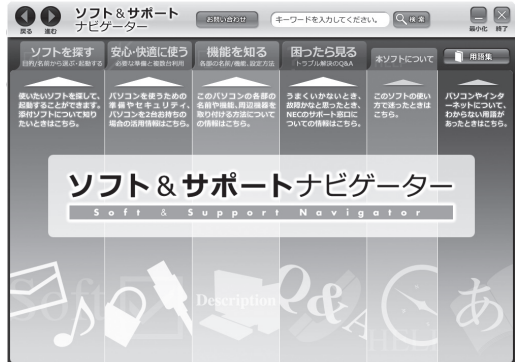 戻る 進む
ソフト&サポート
ナビゲーター
お問い合わせ
キーワードを入力してください。
検索
最小化 終了
ソフトを探す
目的/名前から選ぶ・起動する
安心・快適に使う
必要な準備と複数台利用
機能を知る
各部の名前/機能、設定方法
困ったら見る
トラブル解決のQ&A
本ソフトについて
用語集
使いたいソフトを探して、
起動することができます。
添付ソフトについて知り
たいときはこちら。
パソコンを使うための
準備やセキュリティ、
パソコンを2台お持ちの
場合の活用情報はこちら。
このパソコンの各部の
名前や機能、周辺機器を
取り付ける方法について
の情報はこちら。
うまくいかないとき、
故障かなと思ったとき、
NECのサポート窓口に
ついての情報はこちら。
このソフトの使い
方で迷ったときは
こちら。
パソコンやインタ
ーネットについて、
わからない用語が
あったときはこちら。
ソフト&サポートナビゲーター
Soft & Support Navigator
Soft
Description
Q&A
HELP
あ